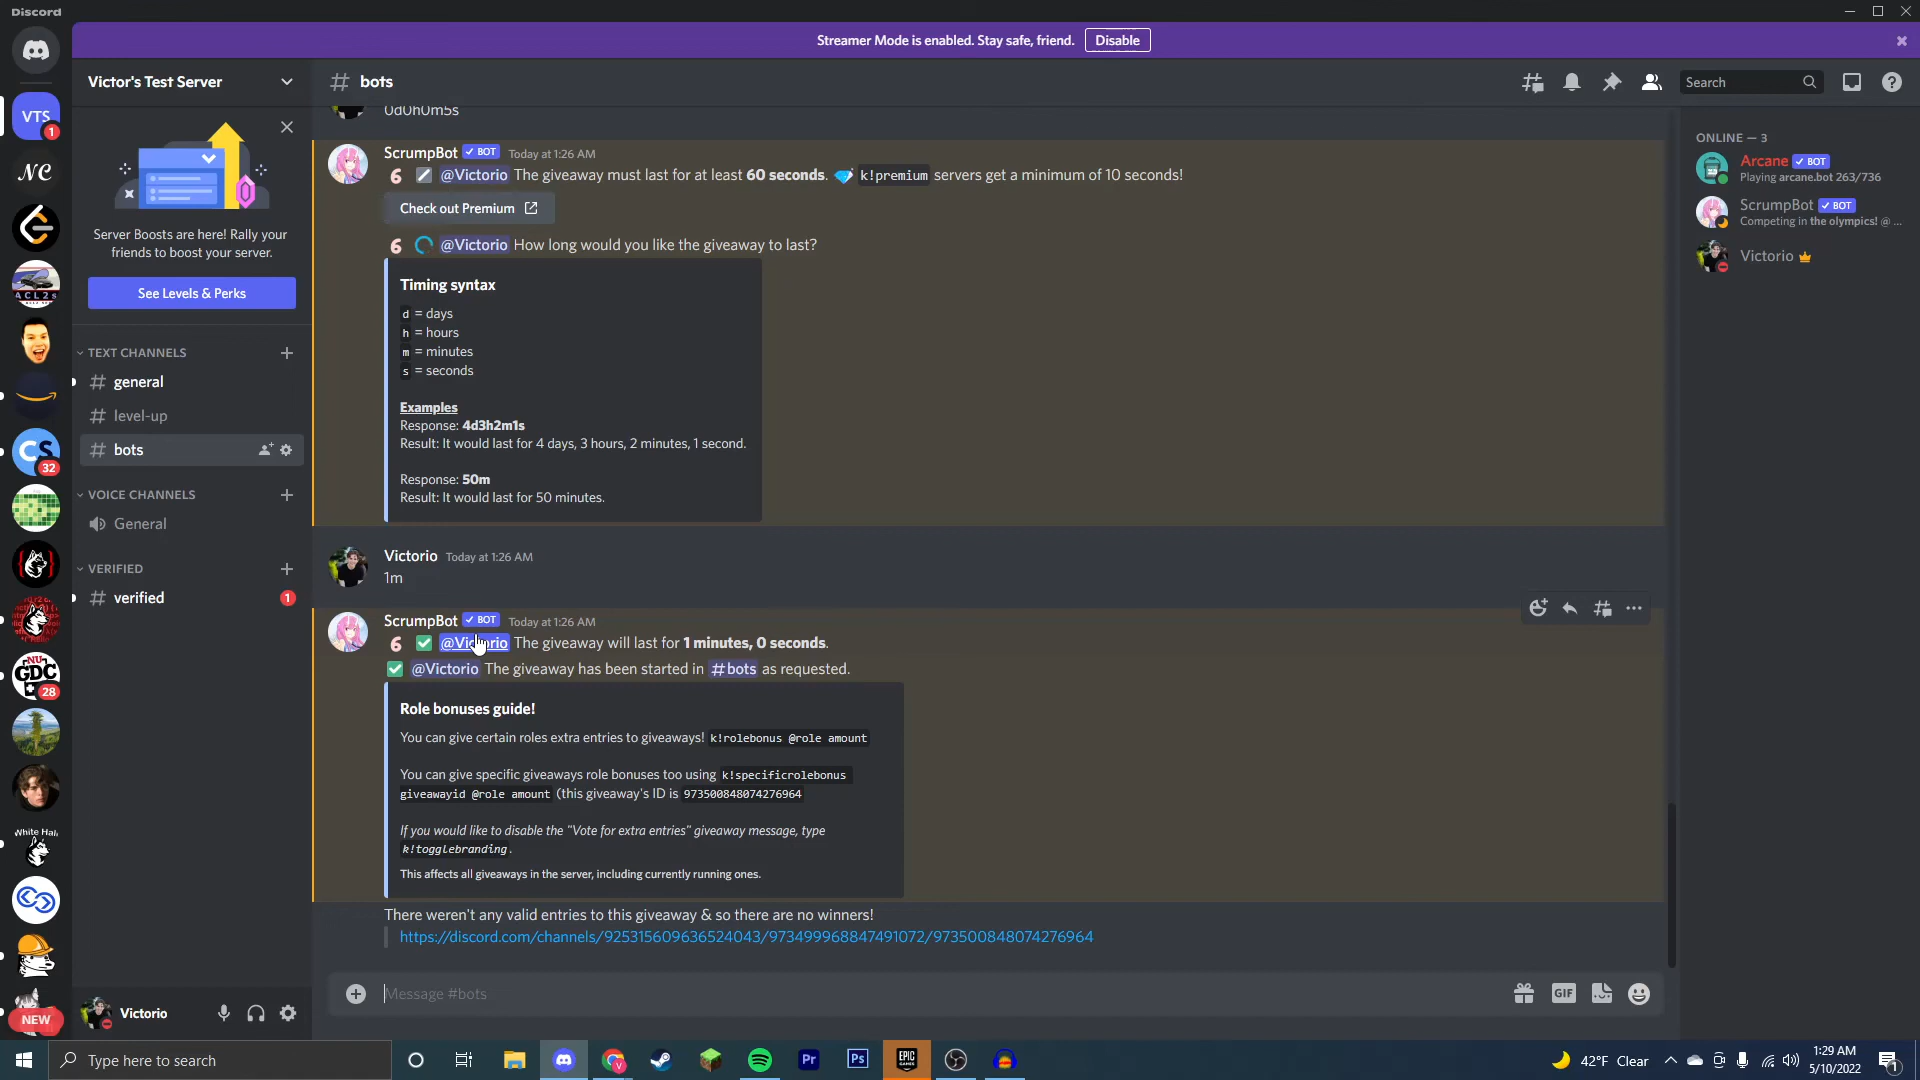 Discord
Streamer Mode is enabled. Stay safe, friend. Disable
Victor's Test Server
# bots
Search
VTS
1
NC
ACL2s
CS
32
NU
GDC
28
White Hall
NEW
Server Boosts are here! Rally your
friends to boost your server.
See Levels & Perks
TEXT CHANNELS
# general
# level-up
# bots
VOICE CHANNELS
General
VERIFIED
# verified
1
Victorio
0d0h0m5s
ScrumpBot ✓ BOT Today at 1:26 AM
6 @Victorio The giveaway must last for at least 60 seconds. k!premium servers get a minimum of 10 seconds!
Check out Premium
6 @Victorio How long would you like the giveaway to last?
Timing syntax
d = days
h = hours
m = minutes
s = seconds
Examples
Response: 4d3h2m1s
Result: It would last for 4 days, 3 hours, 2 minutes, 1 second.
Response: 50m
Result: It would last for 50 minutes.
Victorio Today at 1:26 AM
1m
ScrumpBot ✓ BOT Today at 1:26 AM
6 @Victorio The giveaway will last for 1 minutes, 0 seconds.
@Victorio The giveaway has been started in #bots as requested.
Role bonuses guide!
You can give certain roles extra entries to giveaways! k!rolebonus @role amount
You can give specific giveaways role bonuses too using k!specificrolebonus
giveawayid @role amount (this giveaway's ID is 973500848074276964
If you would like to disable the "Vote for extra entries" giveaway message, type
k!togglebranding.
This affects all giveaways in the server, including currently running ones.
There weren't any valid entries to this giveaway & so there are no winners!
https://discord.com/channels/925315609636524043/973499968847491072/973500848074276964
Message #bots
GIF
ONLINE — 3
Arcane ✓ BOT
Playing arcane.bot 263/736
ScrumpBot ✓ BOT
Competing in the olympics! @ ...
Victorio
Type here to search
Pr
Ps
EPIC
GAMES
42°F Clear
1:29 AM
5/10/2022
1